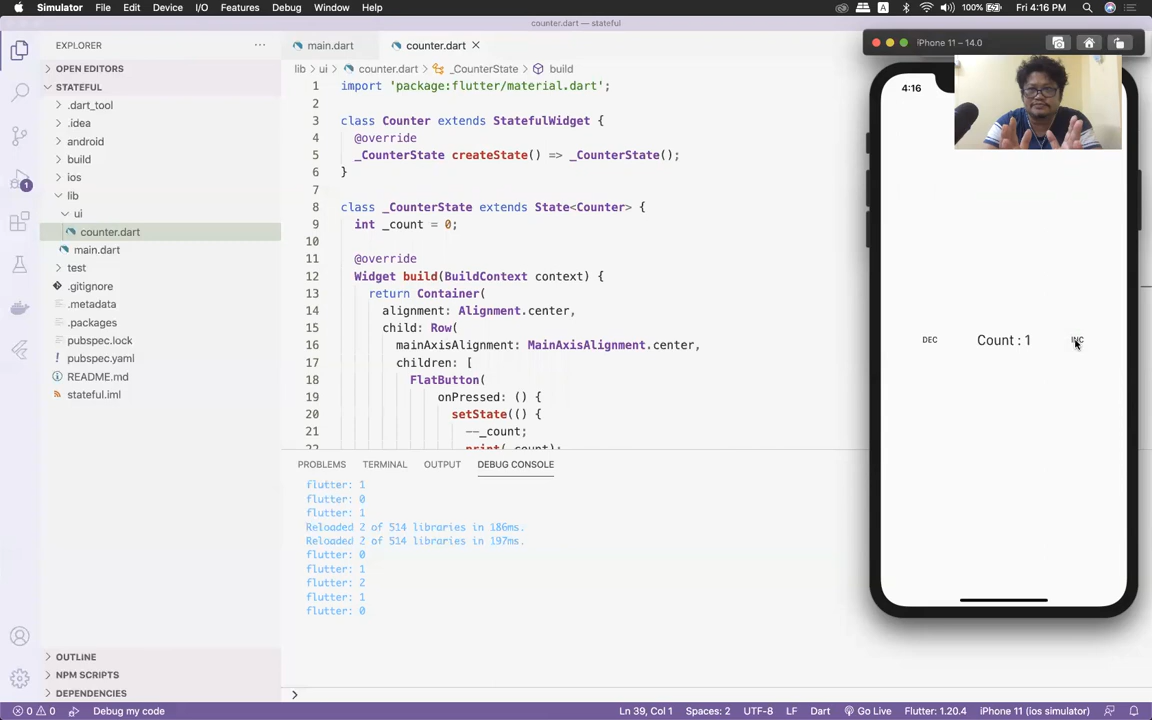 Simulator File Edit Device I/O Features Debug Window Help
A 100% Fri 4:16 PM
counter.dart — stateful
EXPLORER
main.dart
counter.dart
iPhone 11 – 14.0
OPEN EDITORS
lib ui counter.dart _CounterState build
STATEFUL
.dart_tool
.idea
android
build
ios
lib
ui
counter.dart
main.dart
test
.gitignore
.metadata
.packages
pubspec.lock
pubspec.yaml
README.md
stateful.iml
OUTLINE
NPM SCRIPTS
DEPENDENCIES
1
1 import 'package:flutter/material.dart';
2
3 class Counter extends StatefulWidget {
4 @override
5 _CounterState createState() => _CounterState();
6 }
7
8 class _CounterState extends State<Counter> {
9 int _count = 0;
10
11 @override
12 Widget build(BuildContext context) {
13 return Container(
14 alignment: Alignment.center,
15 child: Row(
16 mainAxisAlignment: MainAxisAlignment.center,
17 children: [
18 FlatButton(
19 onPressed: () {
20 setState(() {
21 --_count;
22 print(_count);
PROBLEMS TERMINAL OUTPUT DEBUG CONSOLE
flutter: 1
flutter: 0
flutter: 1
Reloaded 2 of 514 libraries in 186ms.
Reloaded 2 of 514 libraries in 197ms.
flutter: 0
flutter: 1
flutter: 2
flutter: 1
flutter: 0
4:16
DEC Count : 1 INC
0 0 Debug my code Ln 39, Col 1 Spaces: 2 UTF-8 LF Dart Go Live Flutter: 1.20.4 iPhone 11 (ios simulator)